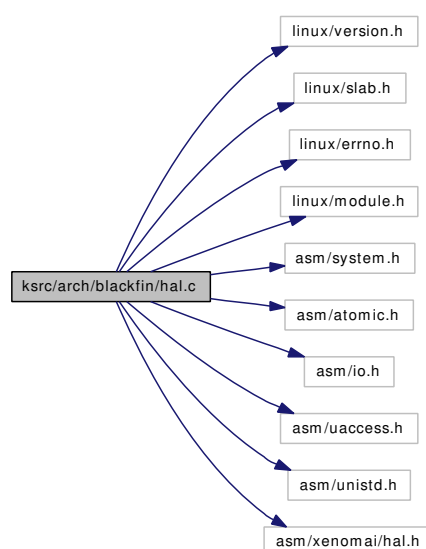 linux/version.h
linux/slab.h
linux/errno.h
linux/module.h
ksrc/arch/blackfin/hal.c
asm/system.h
asm/atomic.h
asm/io.h
asm/uaccess.h
asm/unistd.h
asm/xenomai/hal.h